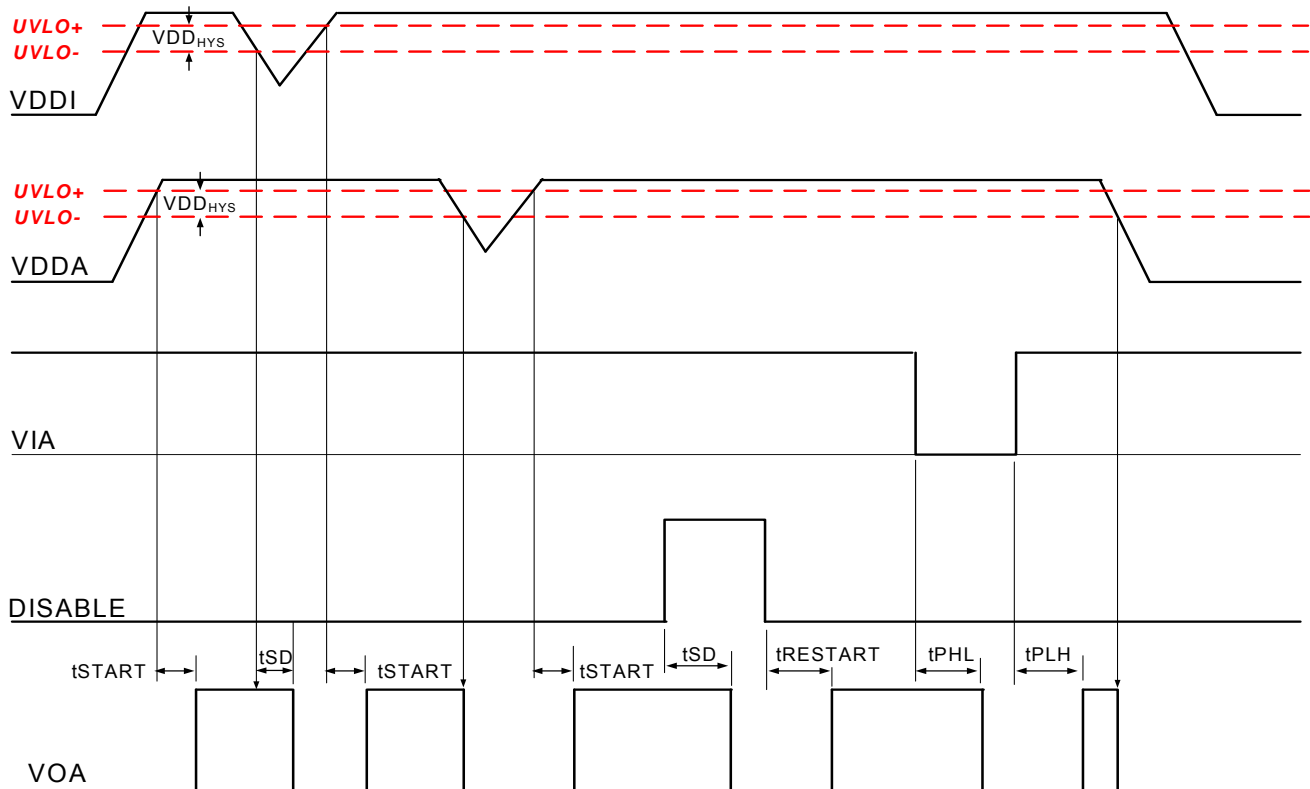 UVLO+
VDDHYS
UVLO-
VDDI
UVLO+
VDDHYS
UVLO-
VDDA
VIA
DISABLE
tSTART
tSD
tSTART
tSTART
tSD
tRESTART
tPHL
tPLH
VOA